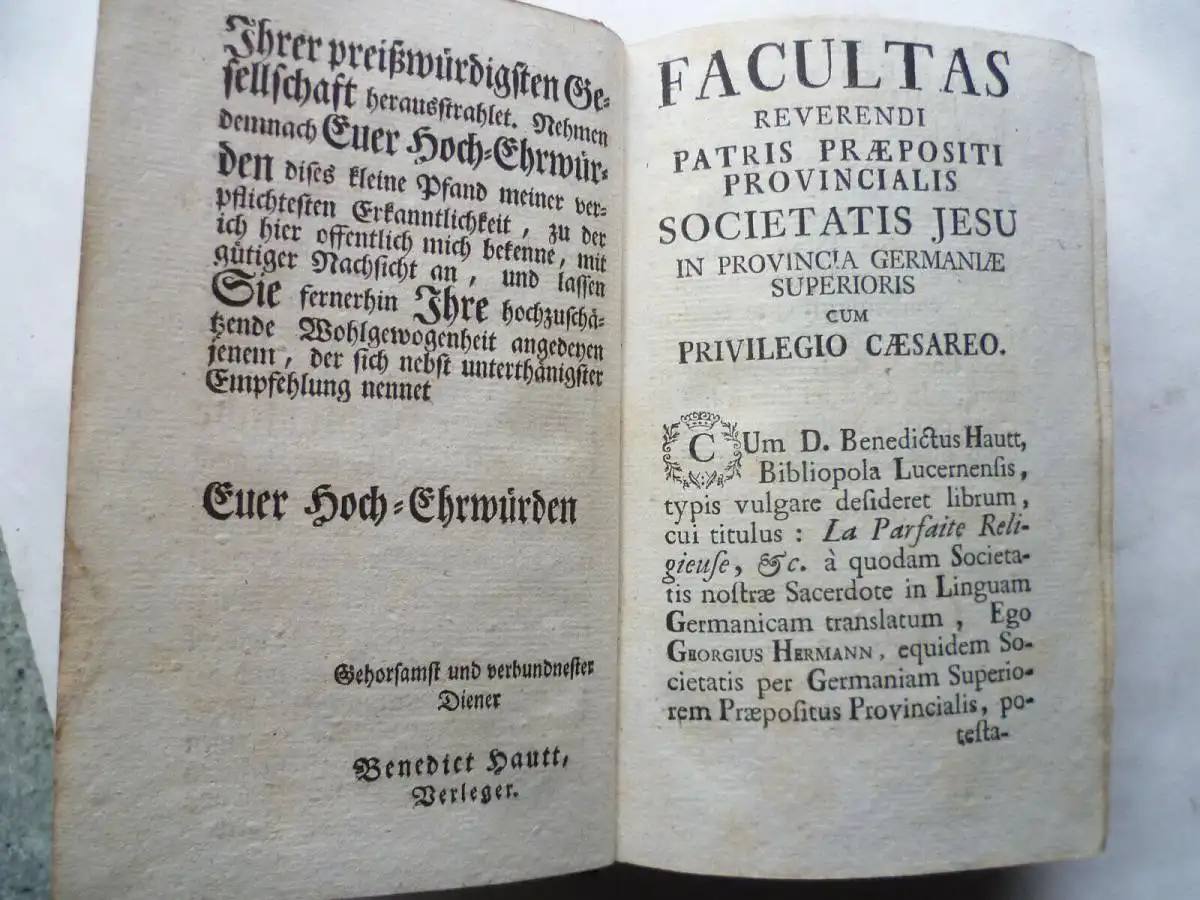 Ihrer preißwürdigſten Ge-
ſellſchaft herausſtrahlet. Nehmen
demnach Euer Hoch-Ehrwür-
den diſes kleine Pfand meiner ver-
pflichteſten Erkanntlichkeit, zu der
ich hier offentlich mich bekenne, mit
gütiger Nachſicht an, und laſſen
Sie fernerhin Ihre hochzuſchä-
tzende Wohlgewogenheit angedeyen
jenem, der ſich nebſt unterthänigſter
Empfehlung nennet
Euer Hoch-Ehrwürden
Gehorſamſt und verbundneſter
Diener
Benedict Hautt,
Verleger.
FACULTAS
REVERENDI
PATRIS PRÆPOSITI
PROVINCIALIS
SOCIETATIS JESU
IN PROVINCIA GERMANIÆ
SUPERIORIS
CUM
PRIVILEGIO CÆSAREO.
CUm D. Benedictus Hautt,
Bibliopola Lucernenſis,
typis vulgare deſideret librum,
cui titulus : La Parfaite Reli-
gieuſe, &c. à quodam Societa-
tis noſtræ Sacerdote in Linguam
Germanicam translatum, Ego
GEORGIUS HERMANN, equidem So-
cietatis per Germaniam Superio-
rem Præpoſitus Provincialis, po-
teſta-